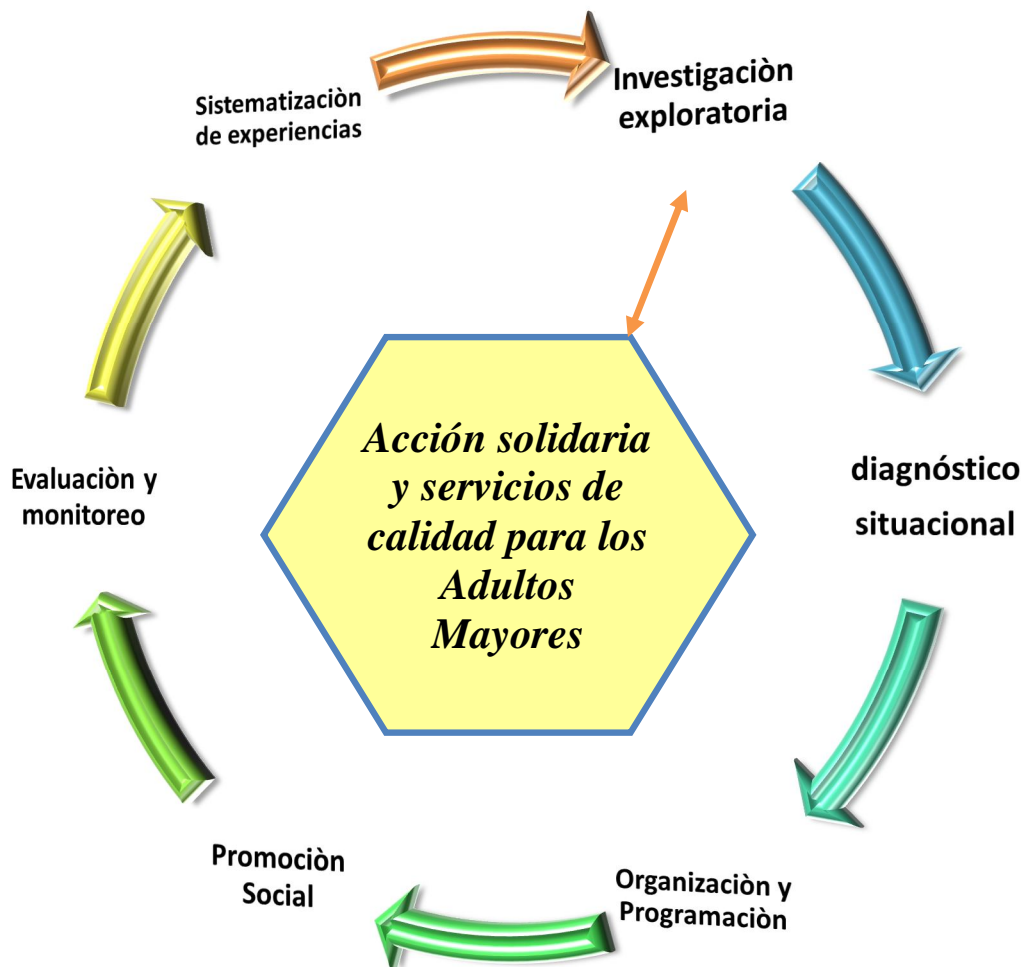 Investigaciòn
exploratoria
diagnóstico
situacional
Organizaciòn y
Programaciòn
Promociòn
Social
Evaluaciòn y
monitoreo
Sistematizaciòn
de experiencias
Acción solidaria
y servicios de
calidad para los
Adultos
Mayores